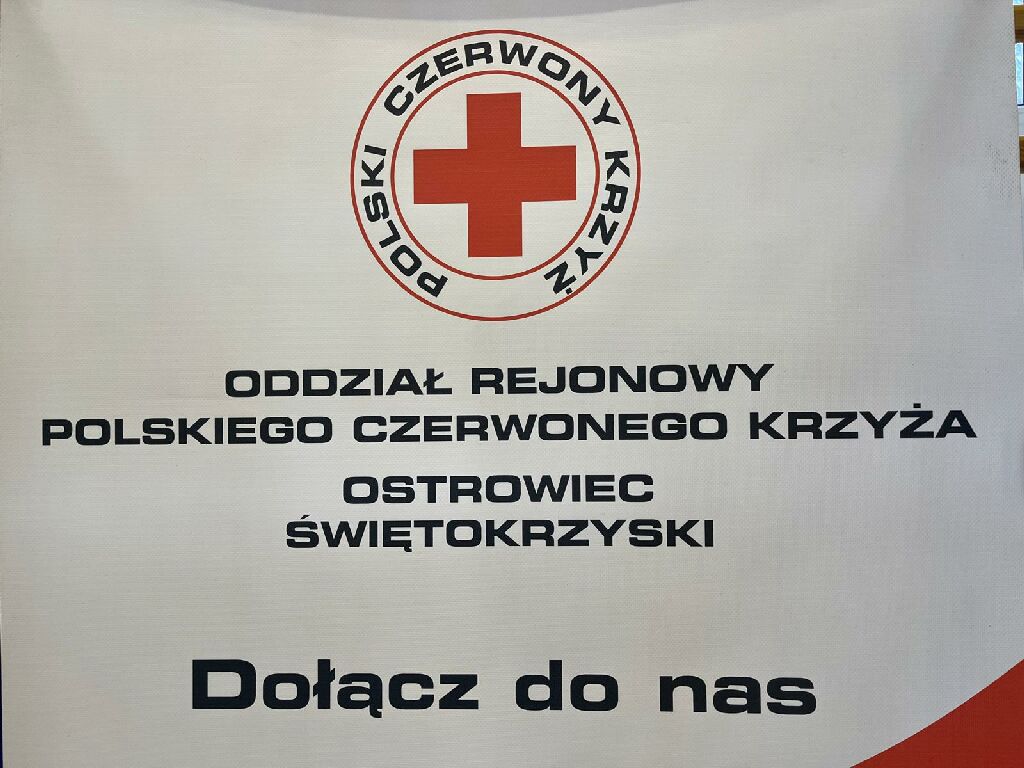 POLSKI CZERWONY KRZYŻ
ODDZIAŁ REJONOWY
POLSKIEGO CZERWONEGO KRZYŻA
OSTROWIEC
ŚWIĘTOKRZYSKI
Dołącz do nas